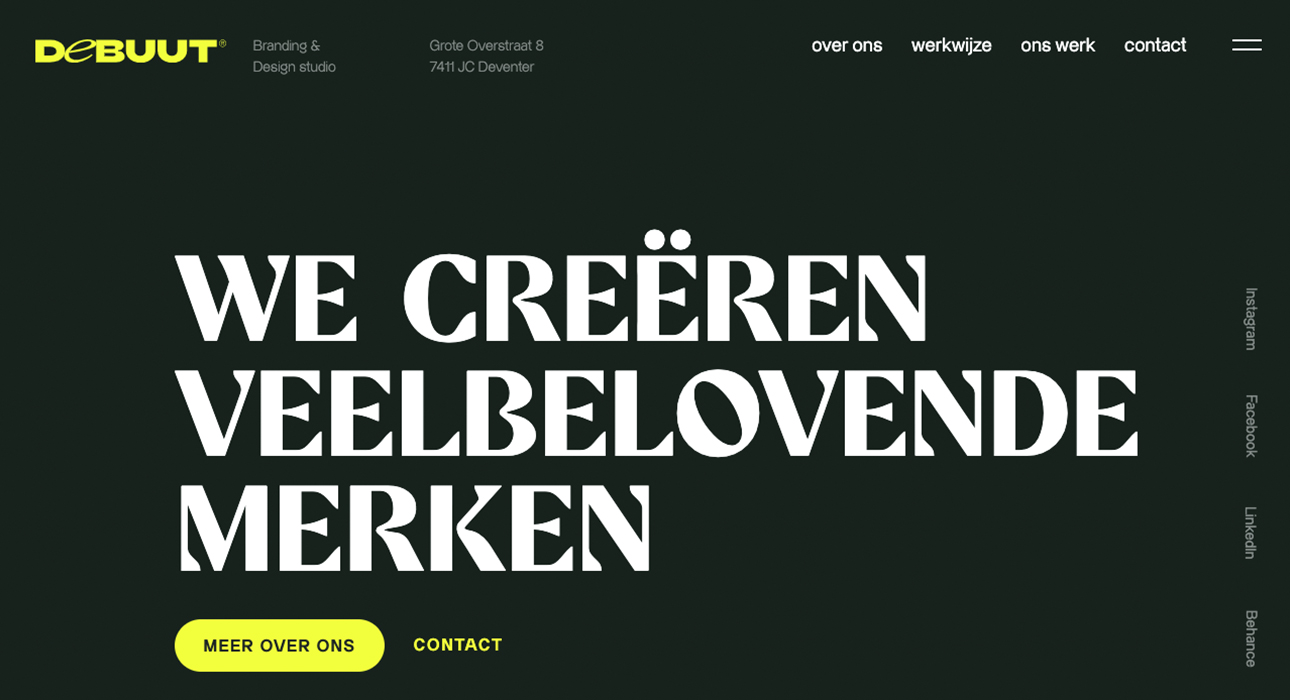 DeBUUT®
Branding &
Design studio
Grote Overstraat 8
7411 JC Deventer
over ons
werkwijze
ons werk
contact
WE CREËREN
VEELBELOVENDE
MERKEN
MEER OVER ONS
CONTACT
Instagram
Facebook
LinkedIn
Behance